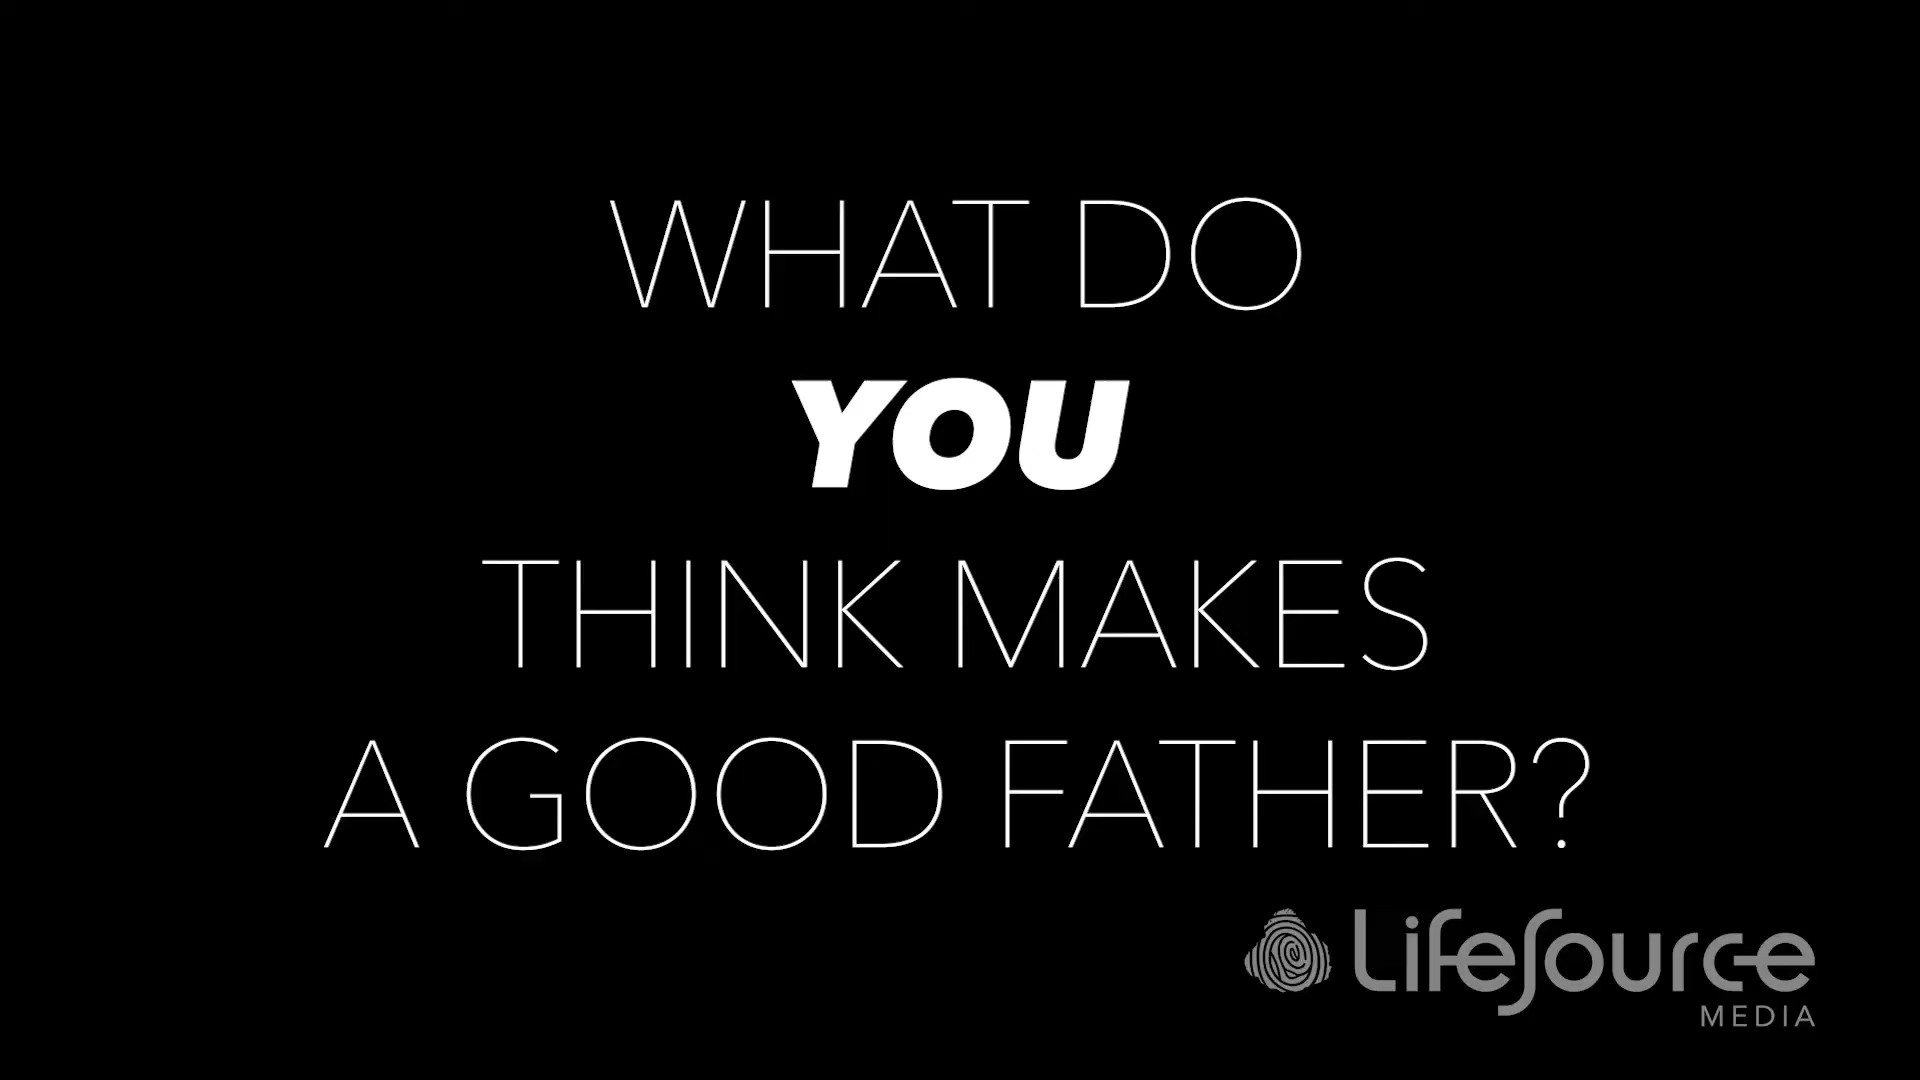 WHAT DO
YOU
THINK MAKES
A GOOD FATHER?
LifeSource
MEDIA